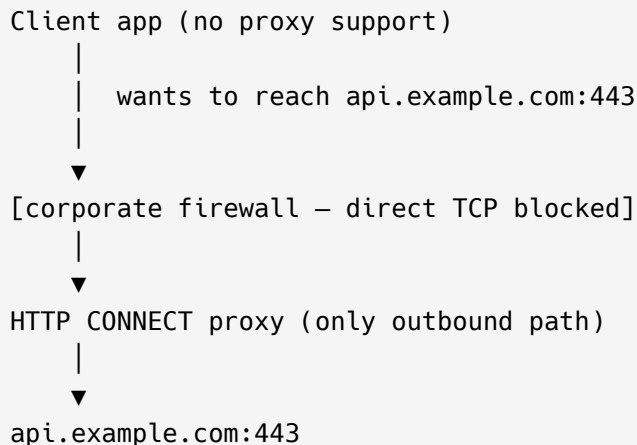 Client app (no proxy support)
│
│ wants to reach api.example.com:443
│
▼
[corporate firewall — direct TCP blocked]
│
▼
HTTP CONNECT proxy (only outbound path)
│
▼
api.example.com:443